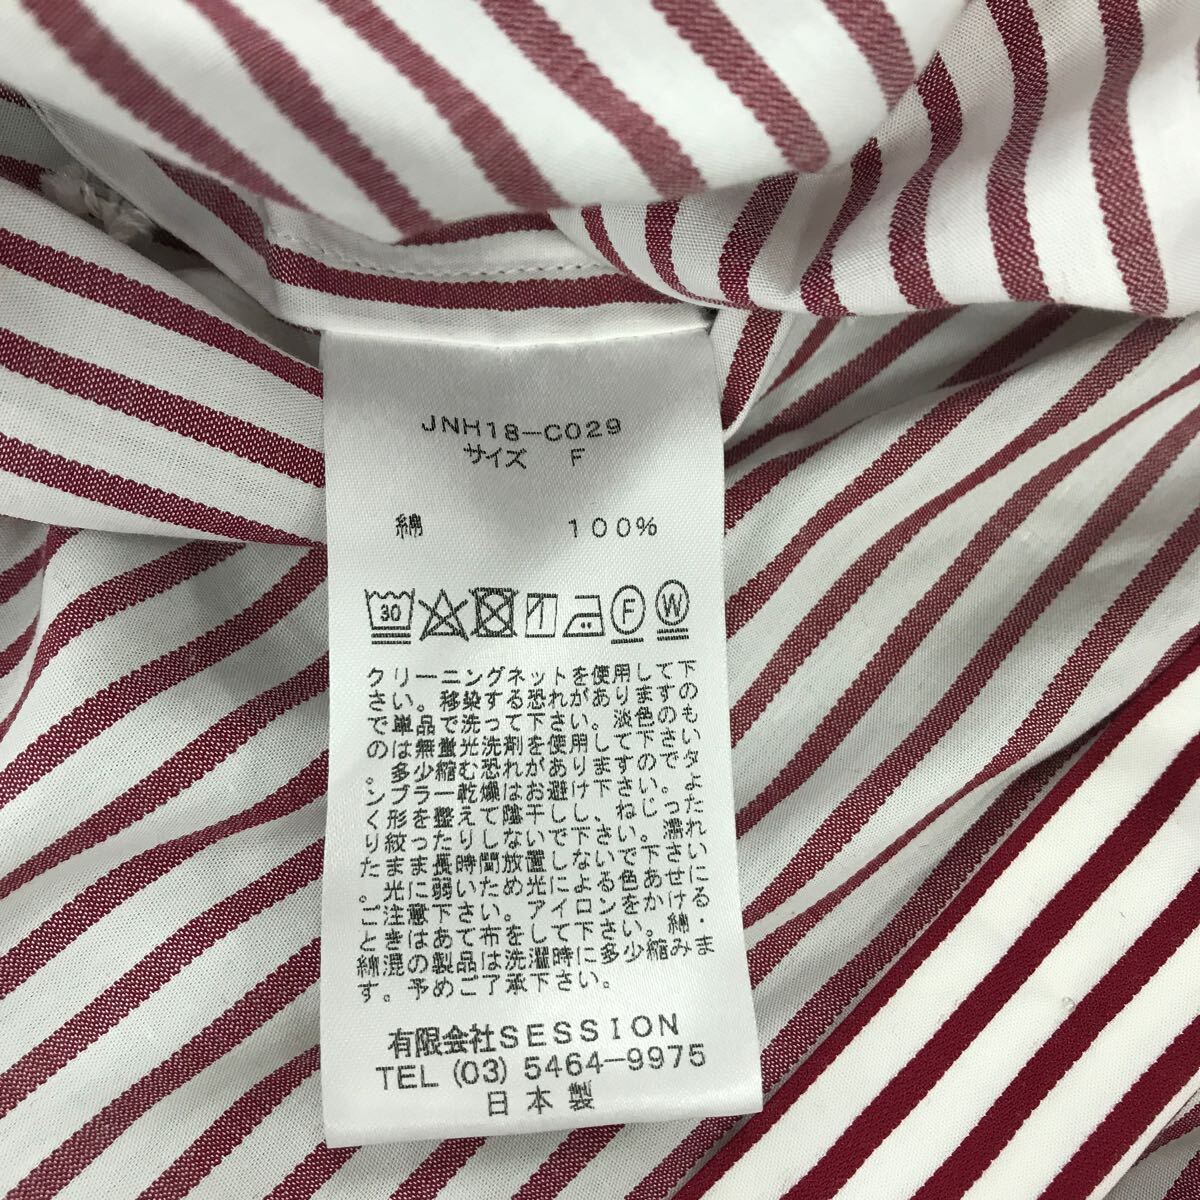 JNH18-C029
サイズ F
綿 100%
30 F W
クリーニングネットを使用して下
さい。移染する恐れがありますの
で単品で洗って下さい。淡色のも
のは無蛍光洗剤を使用して下さい
。多少縮む恐れがありますのでタ
ンブラー乾燥はお避け下さい。よ
く形を整えて陰干しし、ねじった
り絞ったりしないで下さい。濡れ
たまま長時間放置しないで下さい
。光に弱いため光による色あせに
ご注意下さい。アイロンをかける
ときはあて布をして下さい。綿・
綿混の製品は洗濯時に多少縮みま
す。予めご了承下さい。
有限会社SESSION
TEL (03) 5464-9975
日本製